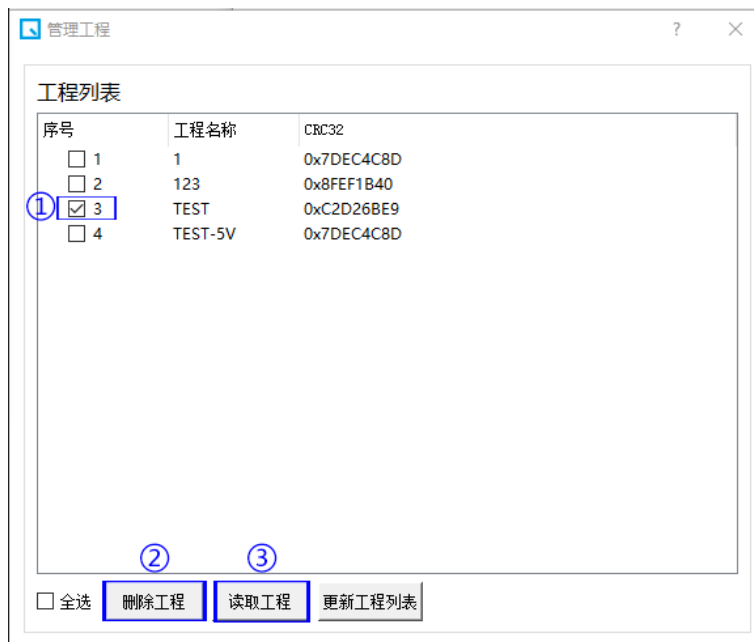 管理工程 ?
工程列表
序号 工程名称 CRC32
1 1 0x7DEC4C8D
2 123 0x8FEF1B40
① 3 TEST 0xC2D26BE9
4 TEST-5V 0x7DEC4C8D
② ③
全选 删除工程 读取工程 更新工程列表